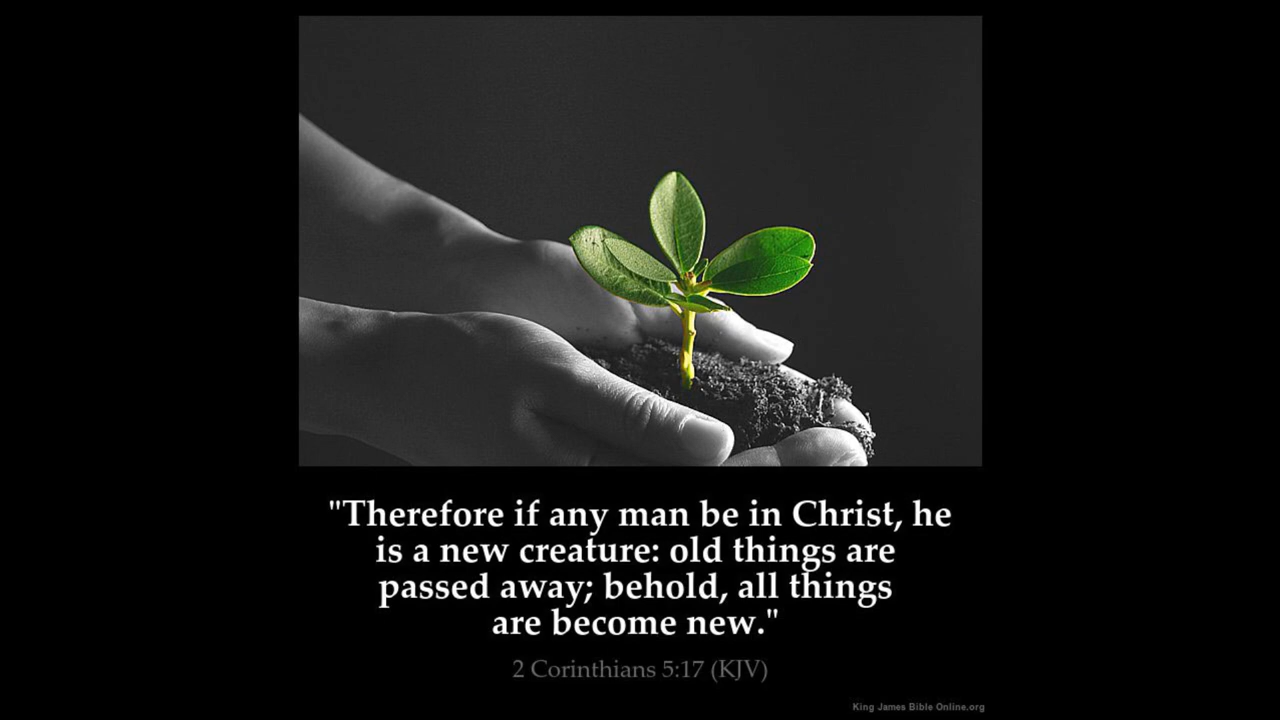 "Therefore if any man be in Christ, he
is a new creature: old things are
passed away; behold, all things
are become new."
2 Corinthians 5:17 (KJV)
King James Bible Online.org